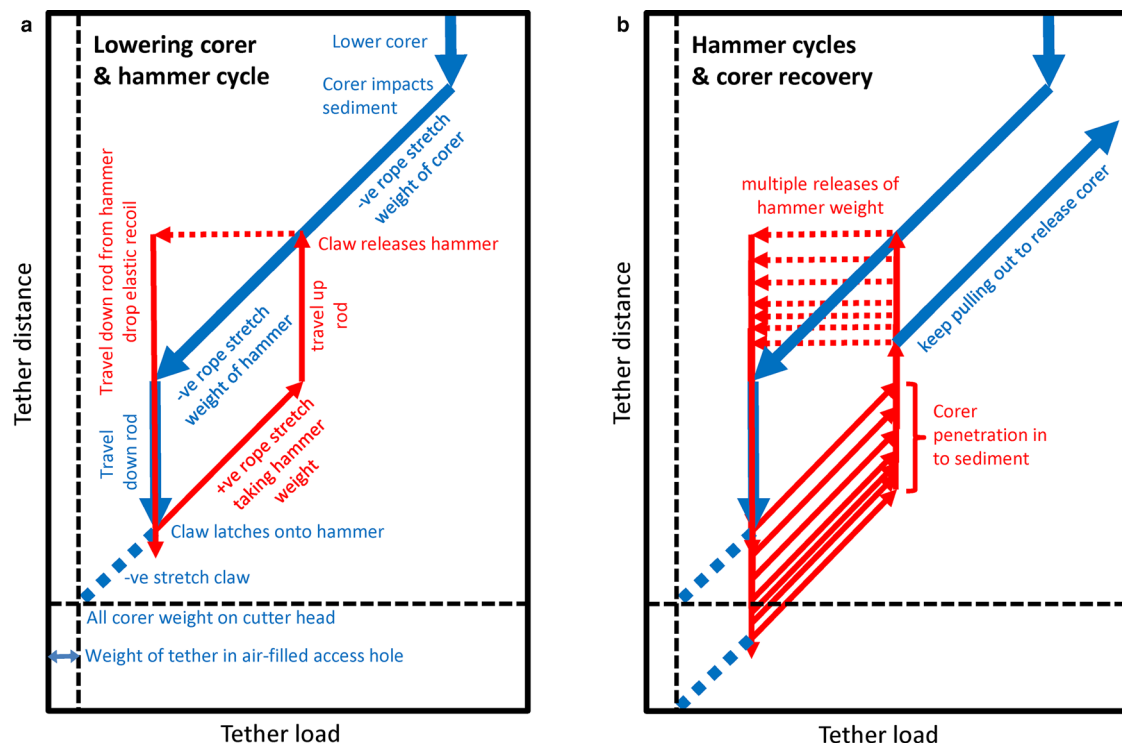 a
Lowering corer
& hammer cycle
Lower corer
Corer impacts
sediment
-ve rope stretch
weight of corer
Travel down rod from hammer
drop elastic recoil
Claw releases hammer
travel up
rod
-ve rope stretch
weight of hammer
Travel
down rod
+ve rope stretch
taking hammer
weight
Claw latches onto hammer
-ve stretch claw
All corer weight on cutter head
Weight of tether in air-filled access hole
Tether distance
Tether load
b
Hammer cycles
& corer recovery
multiple releases of
hammer weight
keep pulling out to release corer
Corer
penetration in
to sediment
Tether distance
Tether load